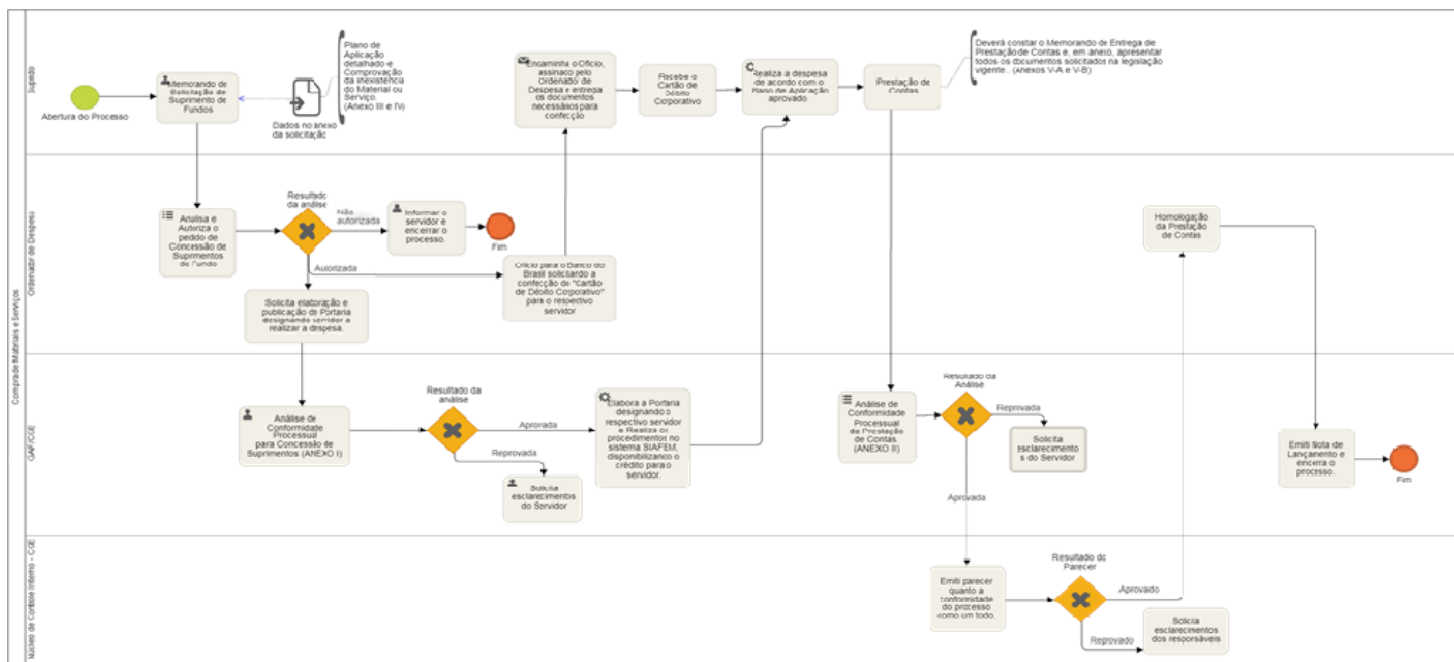 Compra de Materiais e Serviços
Suprido
Abertura do Processo
Memorando de
Solicitação de
Suprimento de
Fundos
Dados no anexo
da solicitação
Plano de
Aplicação
detalhado e
Comprovação
da Inexistência
do Material ou
Serviço.
(Anexo III e IV)
Encaminha o Ofício,
assinado pelo
Ordenador de
Despesa e entrega
os documentos
necessários para
confecção
Recebe o
Cartão de
Débito
Corporativo
Realiza a despesa
de acordo com o
Plano de Aplicação
aprovado.
Prestação de
Contas
Deverá constar o Memorando de Entrega de
Prestação de Contas e, em anexo, apresentar
todos os documentos solicitados na legislação
vigente.. (Anexos V-A e V-B)
Ordenador de Despesa
Analisa e
Autoriza o
pedido de
Concessão de
Suprimentos
de Fundo
Resultado
da análise
Não
autorizada
Informar o
servidor e
encerrar o
processo.
Fim
Autorizada
Ofício para o Banco do
Brasil solicitando a
confecção de "Cartão
de Débito Corporativo"
para o respectivo
servidor
Solicita elaboração e
publicação de Portaria
designando servidor a
realizar a despesa.
Homologação
da Prestação
de Contas
GAF/CGE
Análise de
Conformidade
Processual
para Concessão de
Suprimentos (ANEXO I)
Resultado da
análise
Aprovada
Reprovada
Solicita
esclarecimentos
do Servidor
Elabora a Portaria
designando o
respectivo servidor
e Realiza os
procedimentos no
sistema SIAFEM,
disponibilizando o
crédito para o
servidor.
Análise de
Conformidade
Processual
da Prestação
de Contas.
(ANEXO II)
Resultado da
Análise
Reprovada
Solicita
esclarecimento
s do Servidor
Aprovada
Emiti Nota de
Lançamento e
encerra o
processo.
Fim
Núcleo de Controle Interno - CGE
Emiti parecer
quanto a
conformidade
do processo
como um todo.
Resultado do
Parecer
Aprovado
Reprovado
Solicita
esclarecimentos
dos responsáveis